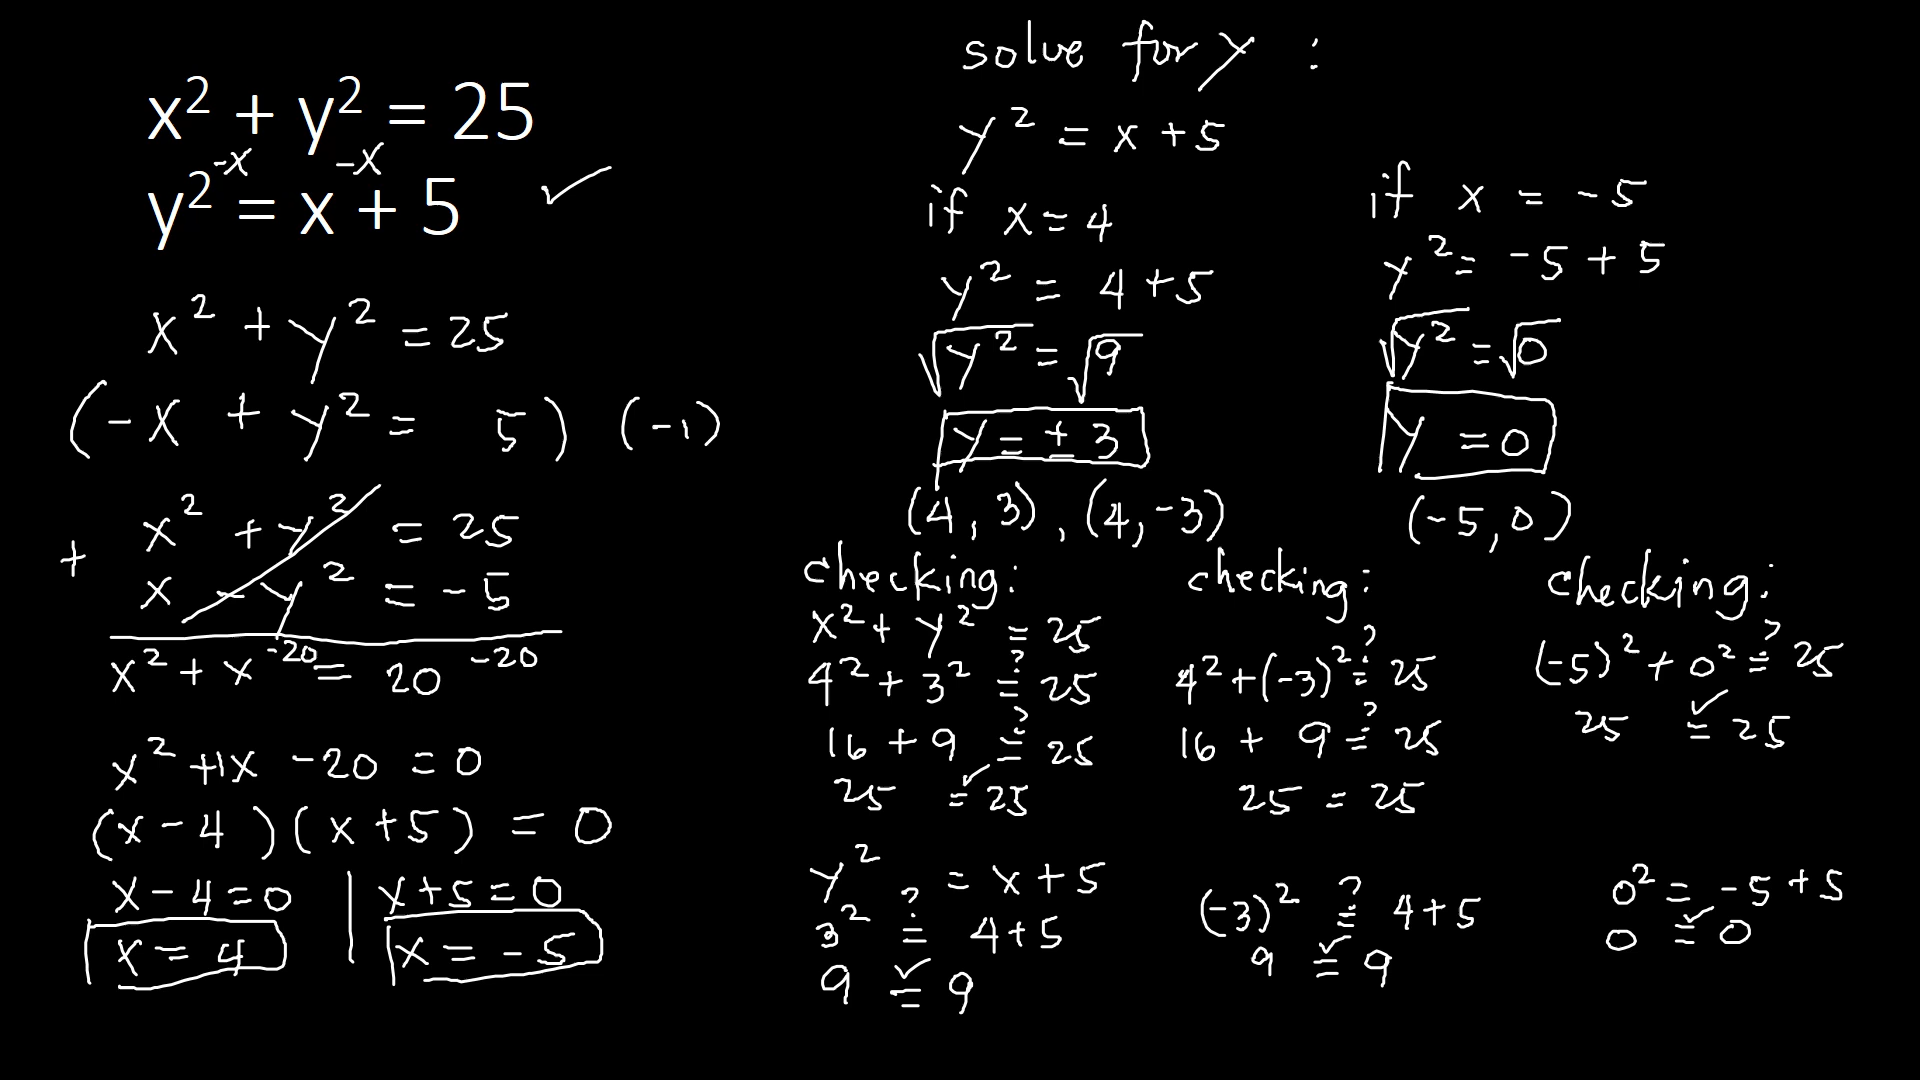 x² + y² = 25
-x -x
y² = x + 5 ✓
x² + y² = 25
(-x + y² = 5) (-1)
x² + y² = 25
+ x - y² = -5
x² + x -20 = 20 -20
x² + 1x - 20 = 0
(x - 4)(x + 5) = 0
x - 4 = 0 | x + 5 = 0
x = 4 | x = -5
solve for y :
y² = x + 5
if x = 4
y² = 4 + 5
√y² = √9
y = ± 3
(4, 3), (4, -3)
if x = -5
y² = -5 + 5
√y² = √0
y = 0
(-5, 0)
checking:
x² + y² = 25
4² + 3² ≟ 25
16 + 9 ≟ 25
25 = ✓ 25
y² = x + 5
3² ≟ 4 + 5
9 = ✓ 9
checking:
4² + (-3)² ≟ 25
16 + 9 ≟ 25
25 = 25
(-3)² ≟ 4 + 5
9 = ✓ 9
checking:
(-5)² + 0² ≟ 25
25 = ✓ 25
0² = -5 + 5
0 = ✓ 0